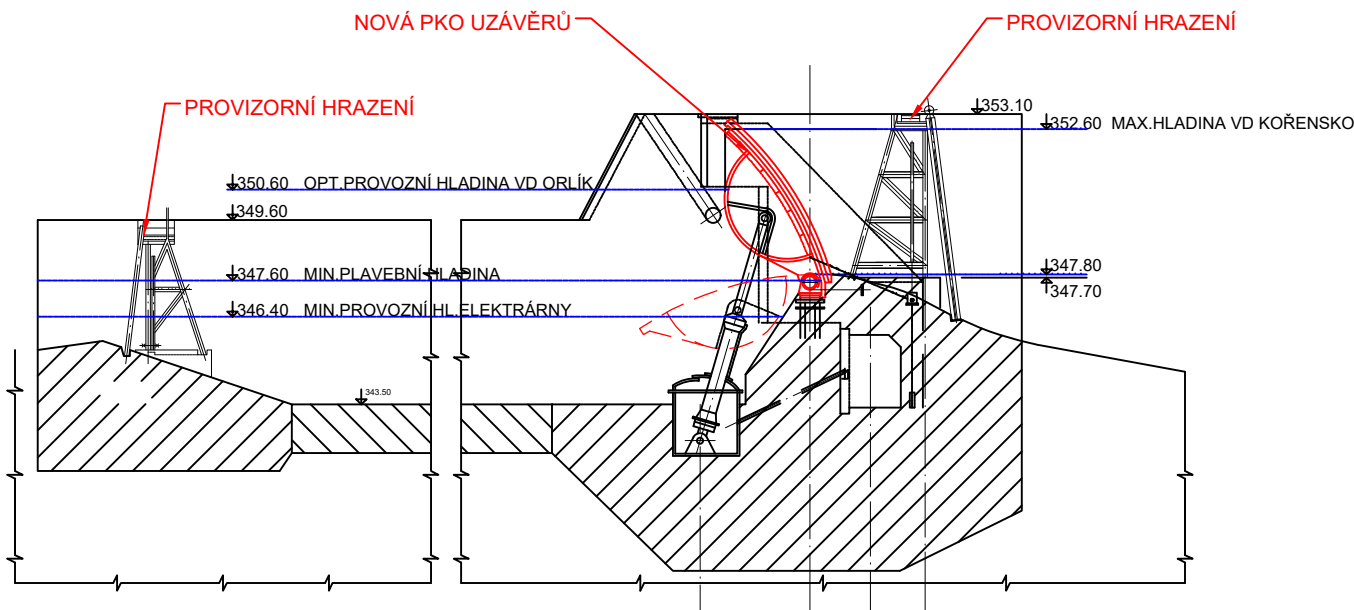 NOVÁ PKO UZÁVĚRŮ
PROVIZORNÍ HRAZENÍ
PROVIZORNÍ HRAZENÍ
353.10
352.60 MAX.HLADINA VD KOŘENSKO
350.60 OPT.PROVOZNÍ HLADINA VD ORLÍK
349.60
347.60 MIN.PLAVEBNÍ HLADINA
347.80
347.70
346.40 MIN.PROVOZNÍ HL.ELEKTRÁRNY
343.50